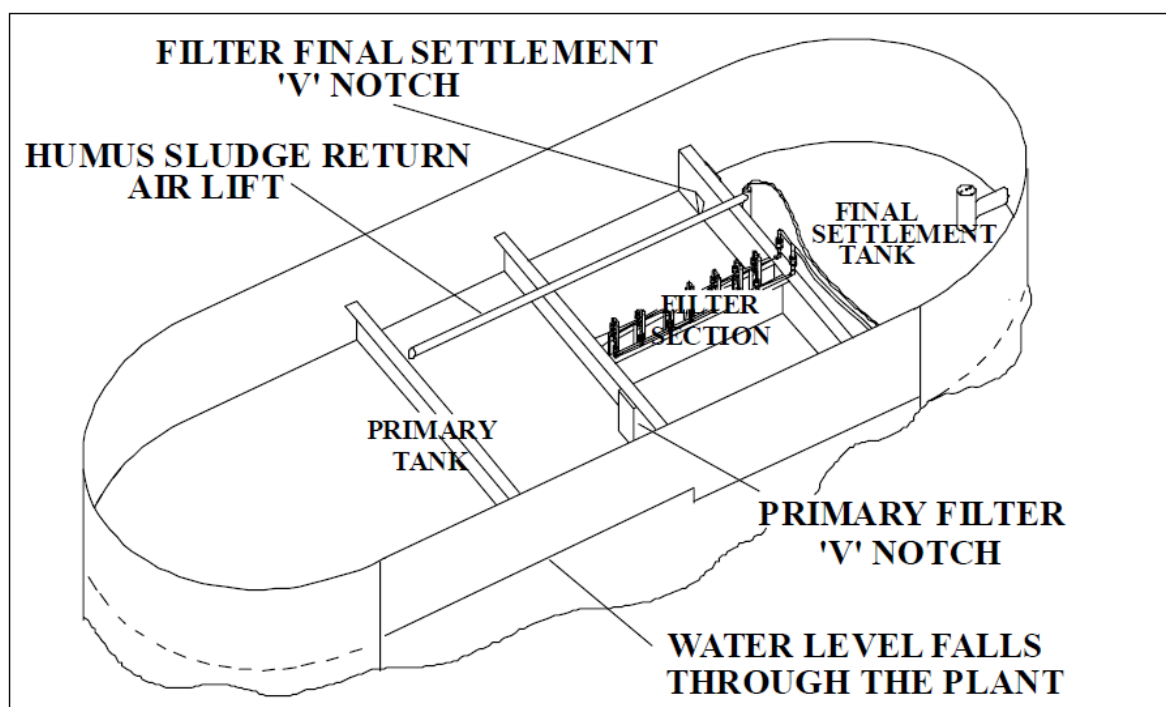 FILTER FINAL SETTLEMENT
'V' NOTCH
HUMUS SLUDGE RETURN
AIR LIFT
FINAL
SETTLEMENT
TANK
FILTER
SECTION
PRIMARY
TANK
PRIMARY FILTER
'V' NOTCH
WATER LEVEL FALLS
THROUGH THE PLANT